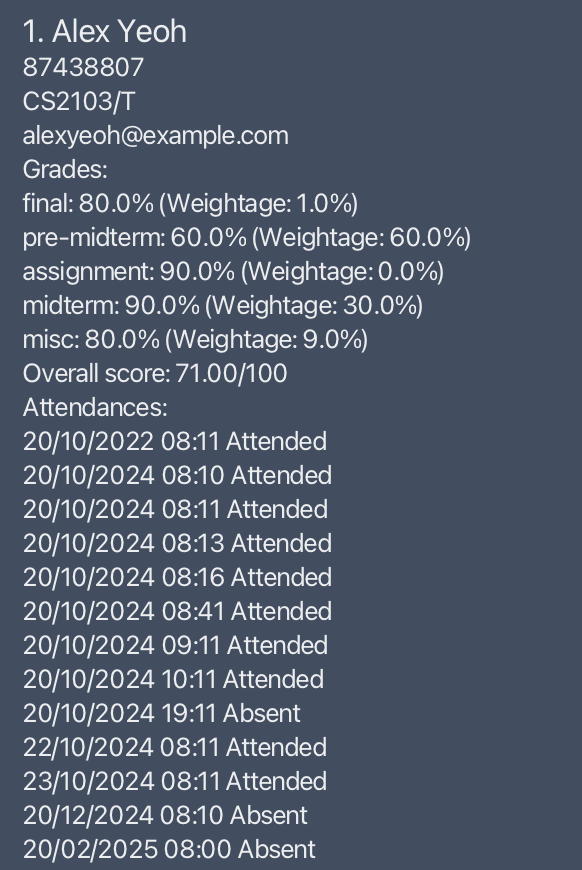 1. Alex Yeoh
87438807
CS2103/T
alexyeoh@example.com
Grades:
final: 80.0% (Weightage: 1.0%)
pre-midterm: 60.0% (Weightage: 60.0%)
assignment: 90.0% (Weightage: 0.0%)
midterm: 90.0% (Weightage: 30.0%)
misc: 80.0% (Weightage: 9.0%)
Overall score: 71.00/100
Attendances:
20/10/2022 08:11 Attended
20/10/2024 08:10 Attended
20/10/2024 08:11 Attended
20/10/2024 08:13 Attended
20/10/2024 08:16 Attended
20/10/2024 08:41 Attended
20/10/2024 09:11 Attended
20/10/2024 10:11 Attended
20/10/2024 19:11 Absent
22/10/2024 08:11 Attended
23/10/2024 08:11 Attended
20/12/2024 08:10 Absent
20/02/2025 08:00 Absent